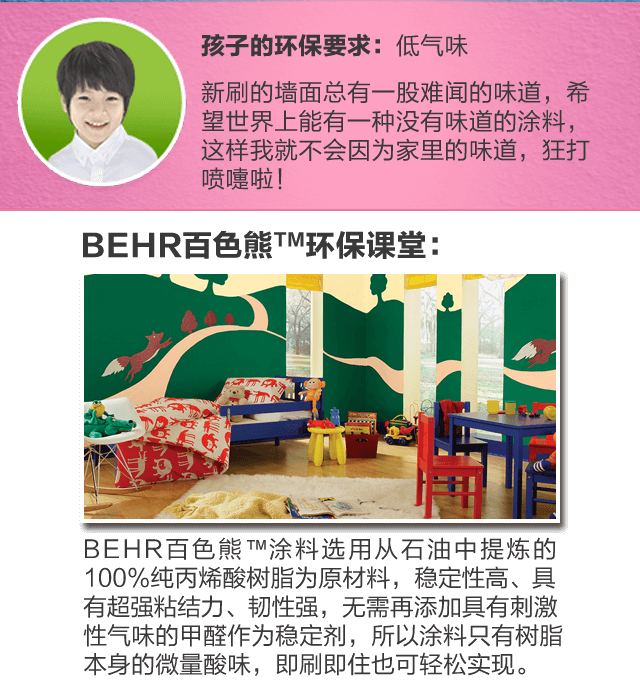 孩子的环保要求：低气味
新刷的墙面总有一股难闻的味道，希
望世界上能有一种没有味道的涂料，
这样我就不会因为家里的味道，狂打
喷嚏啦！
BEHR百色熊™环保课堂：
BEHR百色熊™涂料选用从石油中提炼的
100%纯丙烯酸树脂为原材料，稳定性高、具
有超强粘结力、韧性强，无需再添加具有刺激
性气味的甲醛作为稳定剂，所以涂料只有树脂
本身的微量酸味，即刷即住也可轻松实现。